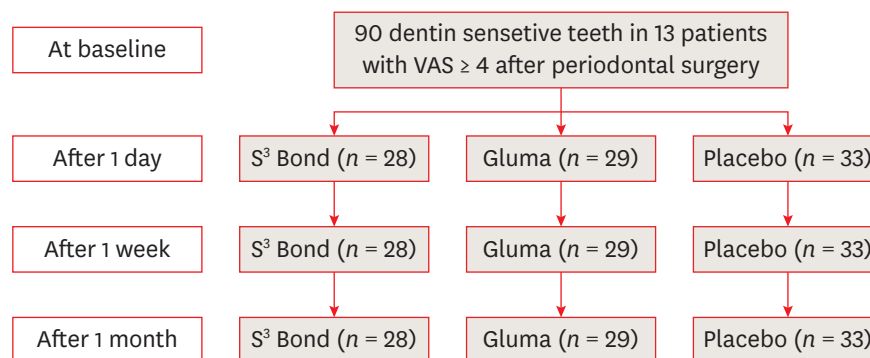 At baseline
90 dentin sensetive teeth in 13 patients
with VAS ≥ 4 after periodontal surgery
After 1 day
S³ Bond (n = 28)
Gluma (n = 29)
Placebo (n = 33)
After 1 week
S³ Bond (n = 28)
Gluma (n = 29)
Placebo (n = 33)
After 1 month
S³ Bond (n = 28)
Gluma (n = 29)
Placebo (n = 33)